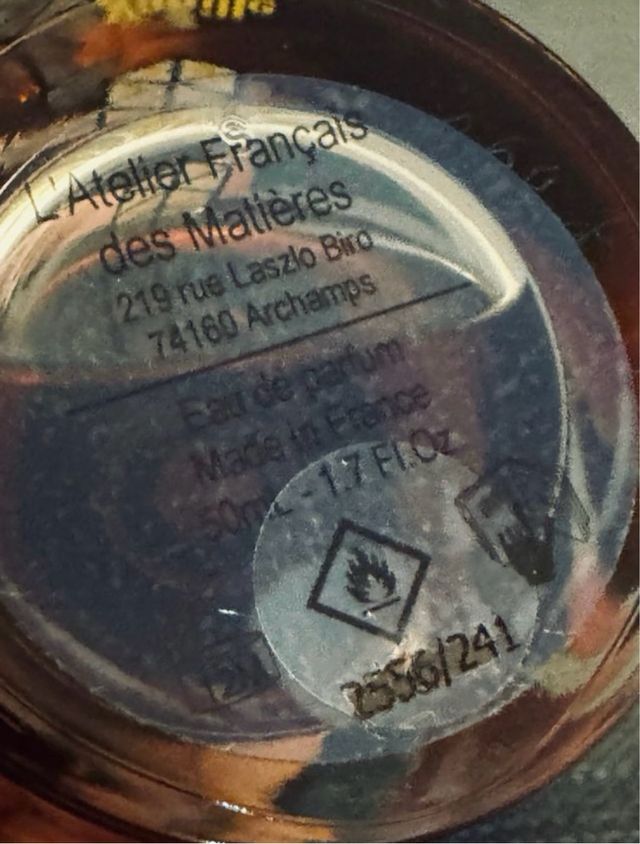 L'Atelier Français
des Matières
219 rue Laszlo Biro
74160 Archamps
Eau de parfum
Made in France
50mL - 1.7 Fl.Oz
2556/241